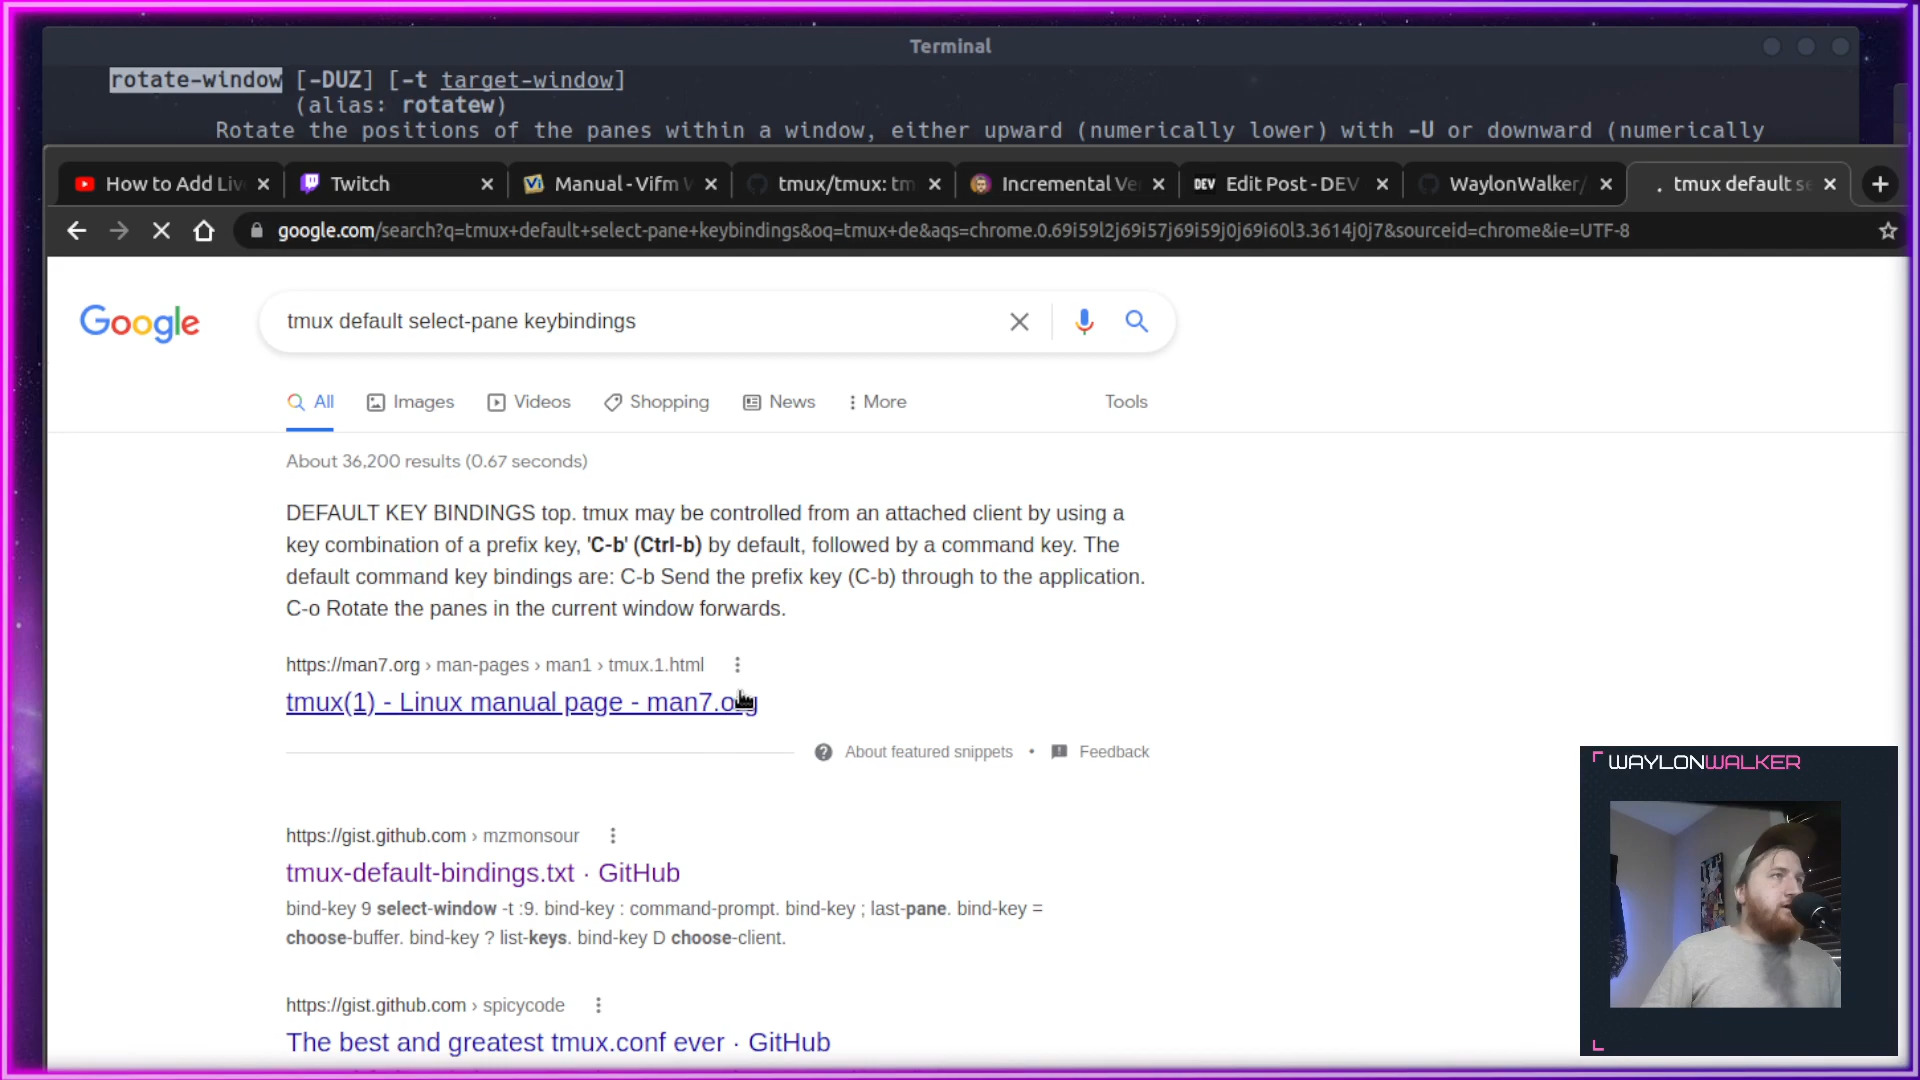 Terminal
rotate-window [-DUZ] [-t target-window]
(alias: rotatew)
Rotate the positions of the panes within a window, either upward (numerically lower) with -U or downward (numerically
How to Add Liv
Twitch
Manual - Vifm
tmux/tmux: tm
Incremental Ve
DEV Edit Post - DEV
WaylonWalker/
tmux default se
google.com/search?q=tmux+default+select-pane+keybindings&oq=tmux+de&aqs=chrome.0.69i59l2j69i57j69i59j0j69i60l3.3614j0j7&sourceid=chrome&ie=UTF-8
Google
tmux default select-pane keybindings
All
Images
Videos
Shopping
News
More
Tools
About 36,200 results (0.67 seconds)
DEFAULT KEY BINDINGS top. tmux may be controlled from an attached client by using a
key combination of a prefix key, 'C-b' (Ctrl-b) by default, followed by a command key. The
default command key bindings are: C-b Send the prefix key (C-b) through to the application.
C-o Rotate the panes in the current window forwards.
https://man7.org › man-pages › man1 › tmux.1.html
tmux(1) - Linux manual page - man7.org
About featured snippets • Feedback
https://gist.github.com › mzmonsour
tmux-default-bindings.txt · GitHub
bind-key 9 select-window -t :9. bind-key : command-prompt. bind-key ; last-pane. bind-key =
choose-buffer. bind-key ? list-keys. bind-key D choose-client.
https://gist.github.com › spicycode
The best and greatest tmux.conf ever · GitHub
WAYLONWALKER